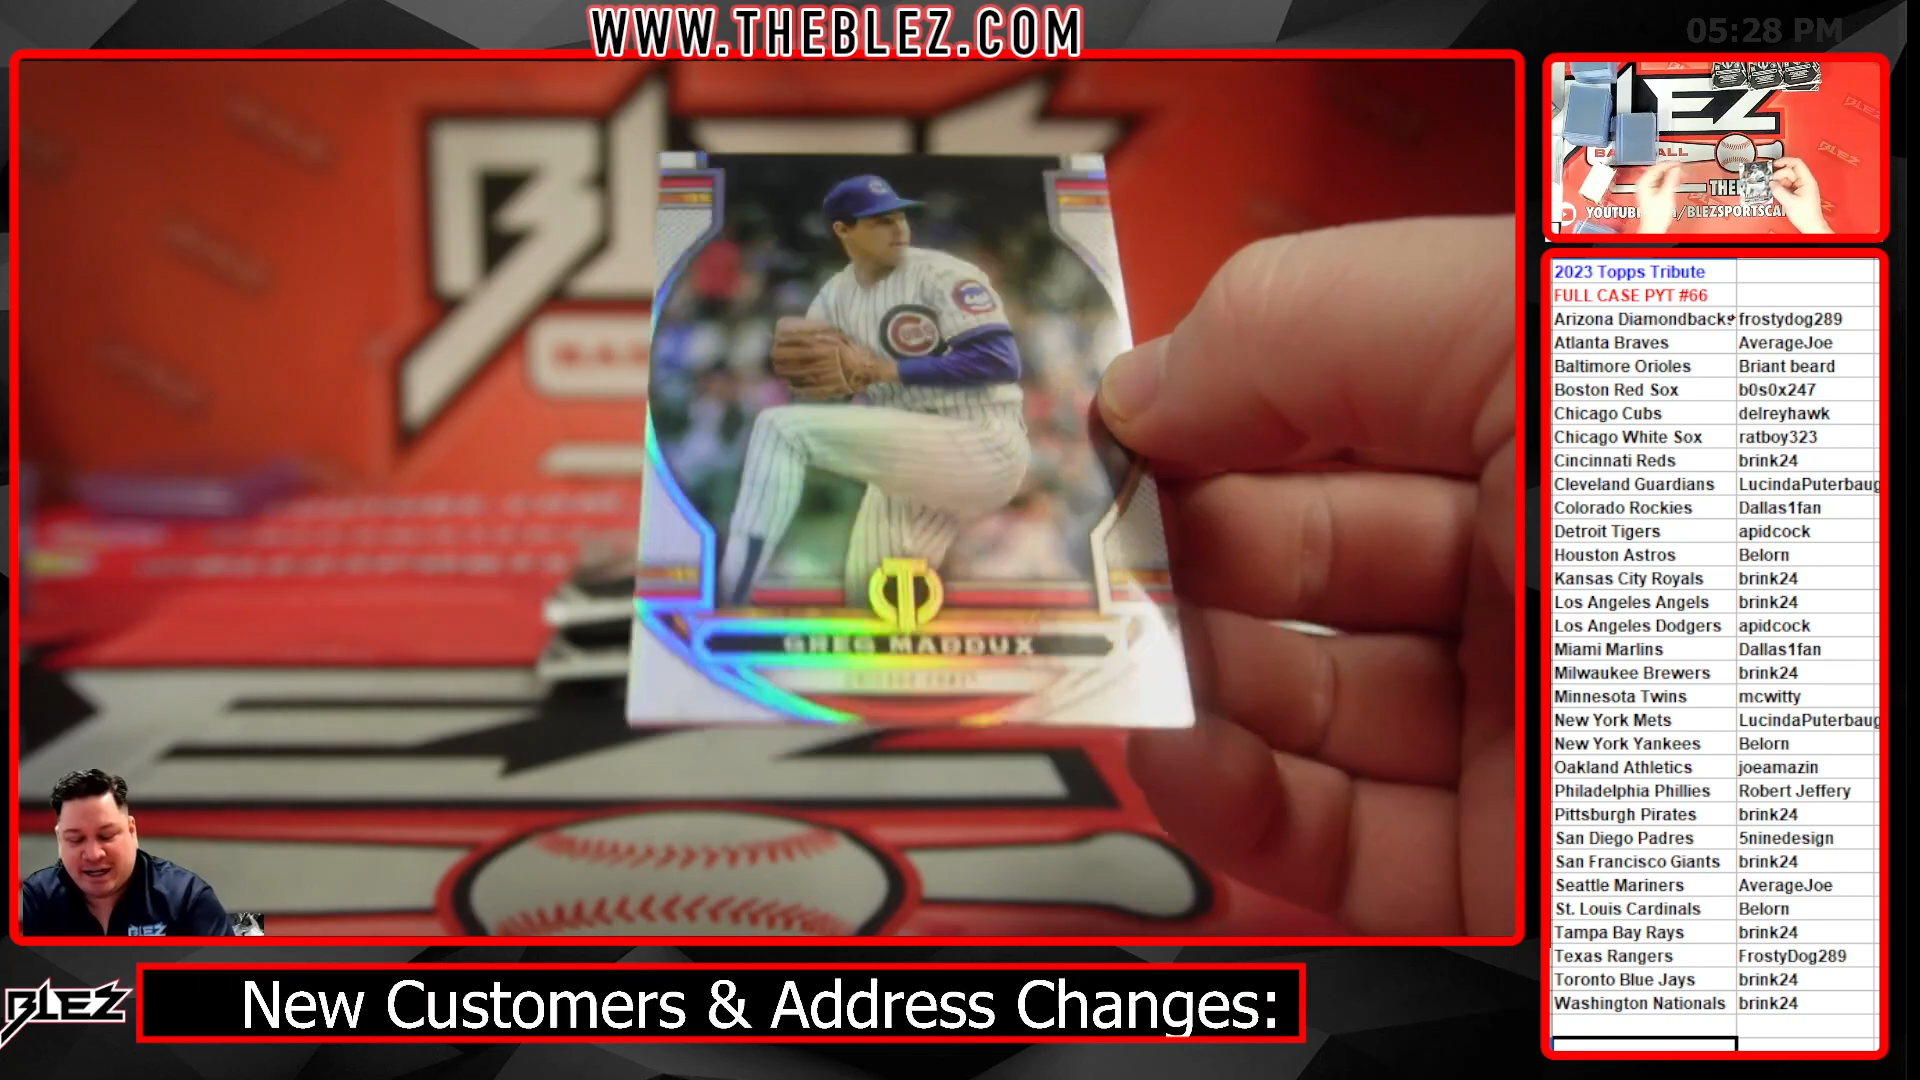 WWW.THEBLEZ.COM
05:28 PM
GREG MADDUX
BLEZ
New Customers & Address Changes:
2023 Topps Tribute
FULL CASE PYT #66
Arizona Diamondbacks frostydog289
Atlanta Braves AverageJoe
Baltimore Orioles Briant beard
Boston Red Sox b0s0x247
Chicago Cubs delreyhawk
Chicago White Sox ratboy323
Cincinnati Reds brink24
Cleveland Guardians LucindaPuterbaug
Colorado Rockies Dallas1fan
Detroit Tigers apidcock
Houston Astros Belorn
Kansas City Royals brink24
Los Angeles Angels brink24
Los Angeles Dodgers apidcock
Miami Marlins Dallas1fan
Milwaukee Brewers brink24
Minnesota Twins mcwitty
New York Mets LucindaPuterbaug
New York Yankees Belorn
Oakland Athletics joeamazin
Philadelphia Phillies Robert Jeffery
Pittsburgh Pirates brink24
San Diego Padres 5ninedesign
San Francisco Giants brink24
Seattle Mariners AverageJoe
St. Louis Cardinals Belorn
Tampa Bay Rays brink24
Texas Rangers FrostyDog289
Toronto Blue Jays brink24
Washington Nationals brink24